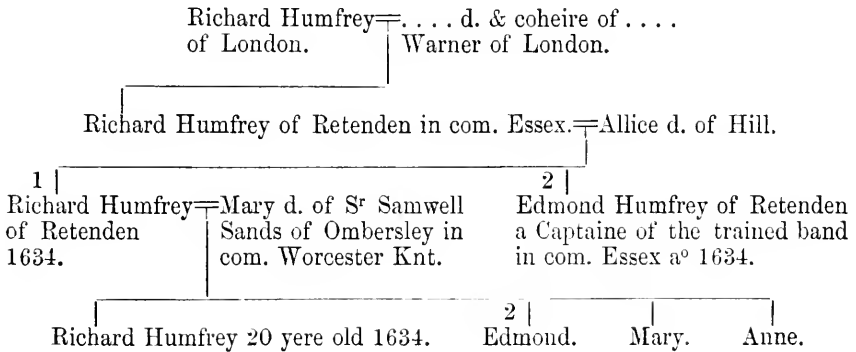 Richard Humfrey=. . . . d. & coheire of . . . .
of London. Warner of London.
Richard Humfrey of Retenden in com. Essex.=Allice d. of Hill.
1 2
Richard Humfrey=Mary d. of Sʳ Samwell Edmond Humfrey of Retenden
of Retenden Sands of Ombersley in a Captaine of the trained band
1634. com. Worcester Knt. in com. Essex aᵒ 1634.
2
Richard Humfrey 20 yere old 1634. Edmond. Mary. Anne.